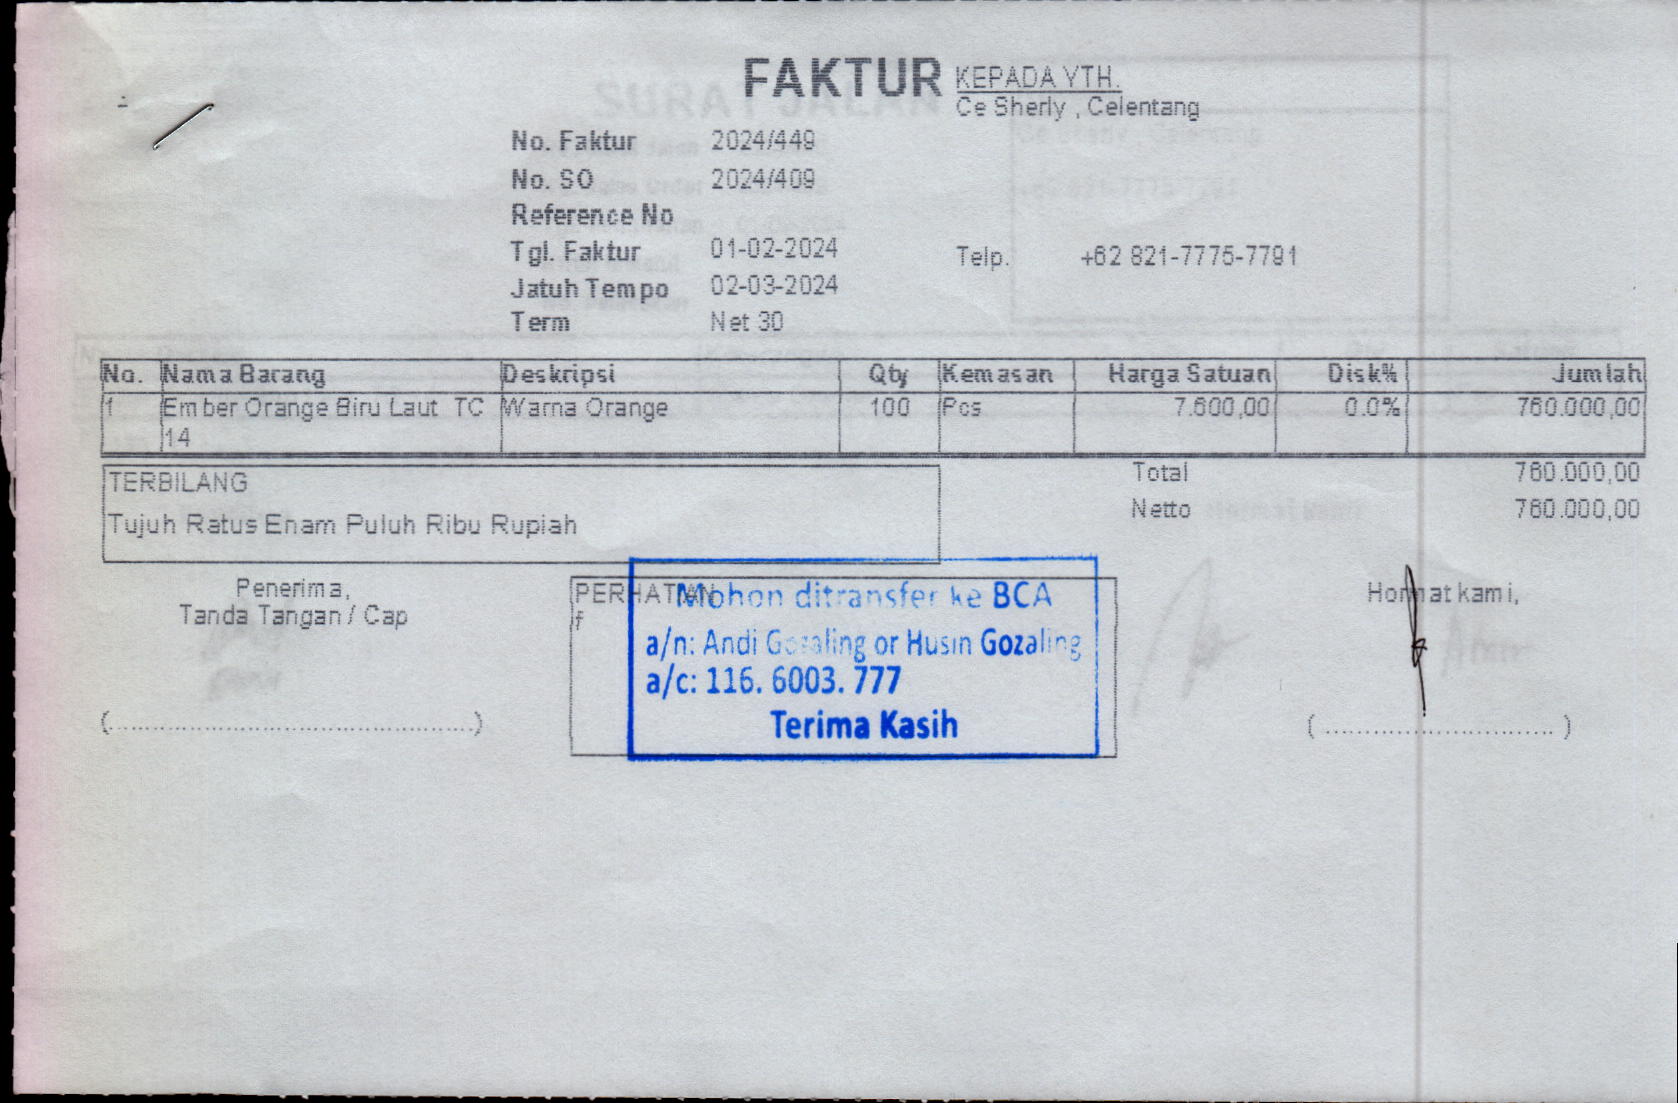 FAKTUR
KEPADA YTH.
Ce Sherly , Celentang
No. Faktur 2024/449
No. SO 2024/409
Reference No
Tgl. Faktur 01-02-2024
Telp. +62 821-7775-7791
Jatuh Tempo 02-03-2024
Term Net 30
No. Nama Barang Deskripsi Qty Kemasan Harga Satuan Disk% Jumlah
1 Ember Orange Biru Laut TC Warna Orange 100 Pcs 7.600,00 0.0% 760.000,00
14
TERBILANG
Total 760.000,00
Tujuh Ratus Enam Puluh Ribu Rupiah
Netto 760.000,00
Penerima,
Tanda Tangan / Cap
(............................................)
PERHATIAN
f
Mohon ditransfer ke BCA
a/n: Andi Gozaling or Husin Gozaling
a/c: 116. 6003. 777
Terima Kasih
Hormat kami,
(............................)
SURAT JALAN